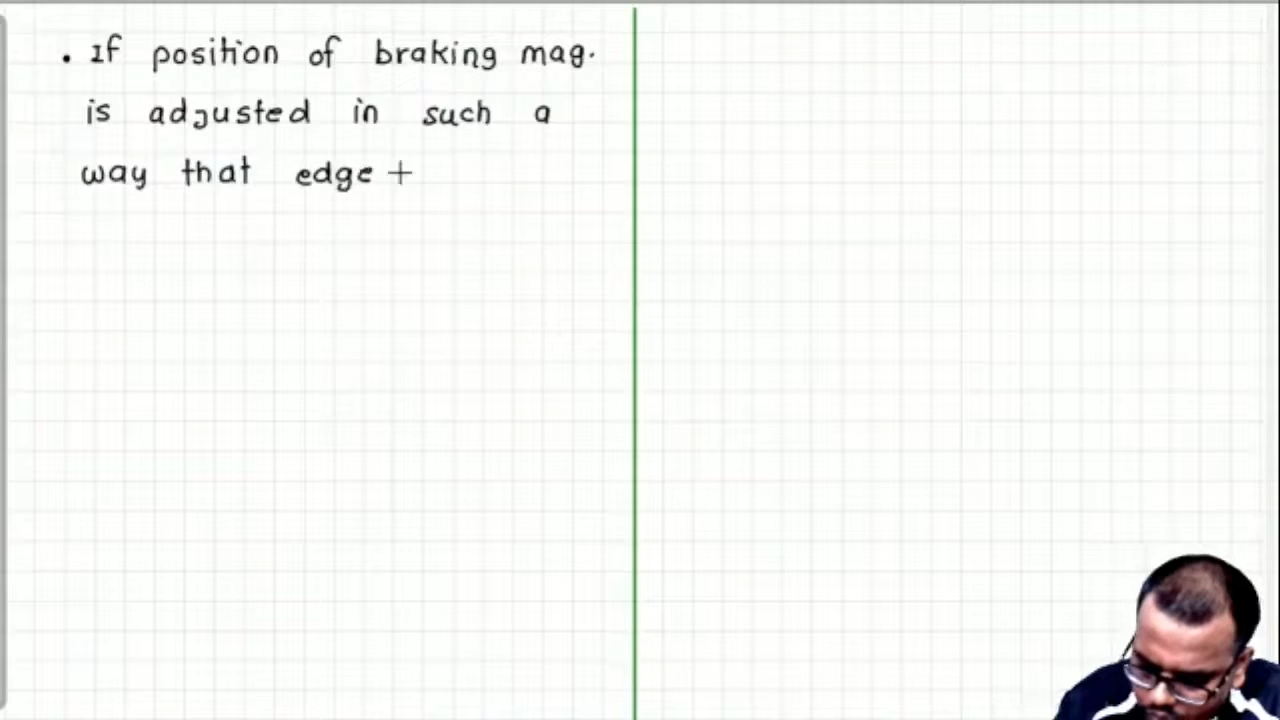 . If position of braking mag.
is adjusted in such a
way that edge +